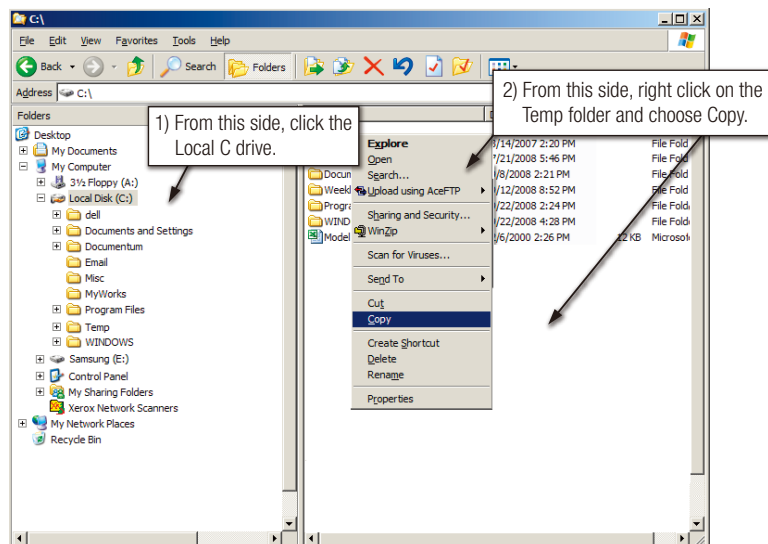 C:\
File Edit View Favorites Tools Help
Back Search Folders
Address C:\
Folders
1) From this side, click the
Local C drive.
2) From this side, right click on the
Temp folder and choose Copy.
Desktop
My Documents
My Computer
3½ Floppy (A:)
Local Disk (C:)
dell
Documents and Settings
Documentum
Email
Misc
MyWorks
Program Files
Temp
WINDOWS
Samsung (E:)
Control Panel
My Sharing Folders
Xerox Network Scanners
My Network Places
Recycle Bin
Explore
Open
Search...
Upload using AceFTP
Sharing and Security...
WinZip
Scan for Viruses...
Send To
Cut
Copy
Create Shortcut
Delete
Rename
Properties
/14/2007 2:20 PM File Fold
/21/2008 5:46 PM File Fold
Docum /8/2008 2:21 PM File Fold
Weekl /12/2008 8:52 PM File Fold
Progra /22/2008 2:24 PM File Fold
WIND /22/2008 4:28 PM File Fold
Model /6/2000 2:26 PM 12 KB Microsof